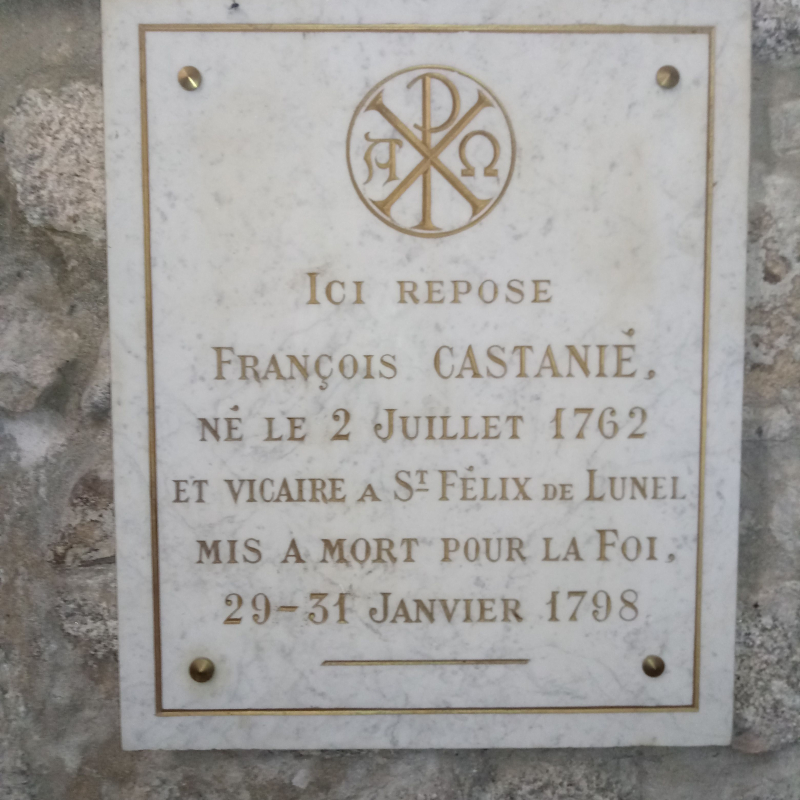 A Ω
ICI REPOSE
FRANÇOIS CASTANIÉ,
NÉ LE 2 JUILLET 1762
ET VICAIRE A ST FÉLIX DE LUNEL
MIS A MORT POUR LA FOI,
29-31 JANVIER 1798